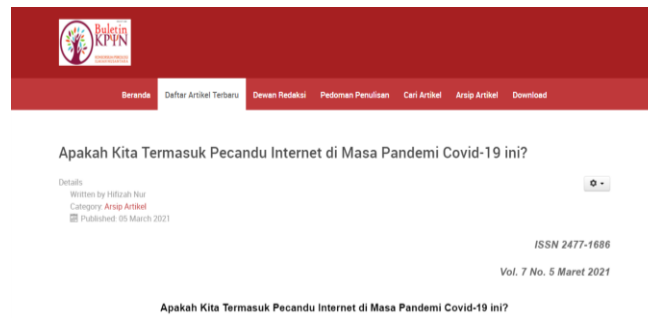 Buletin
KPIN
Beranda Daftar Artikel Terbaru Dewan Redaksi Pedoman Penulisan Cari Artikel Arsip Artikel Download
Apakah Kita Termasuk Pecandu Internet di Masa Pandemi Covid-19 ini?
Details
Written by Hifizah Nur
Category: Arsip Artikel
Published: 05 March 2021
ISSN 2477-1686
Vol. 7 No. 5 Maret 2021
Apakah Kita Termasuk Pecandu Internet di Masa Pandemi Covid-19 ini?